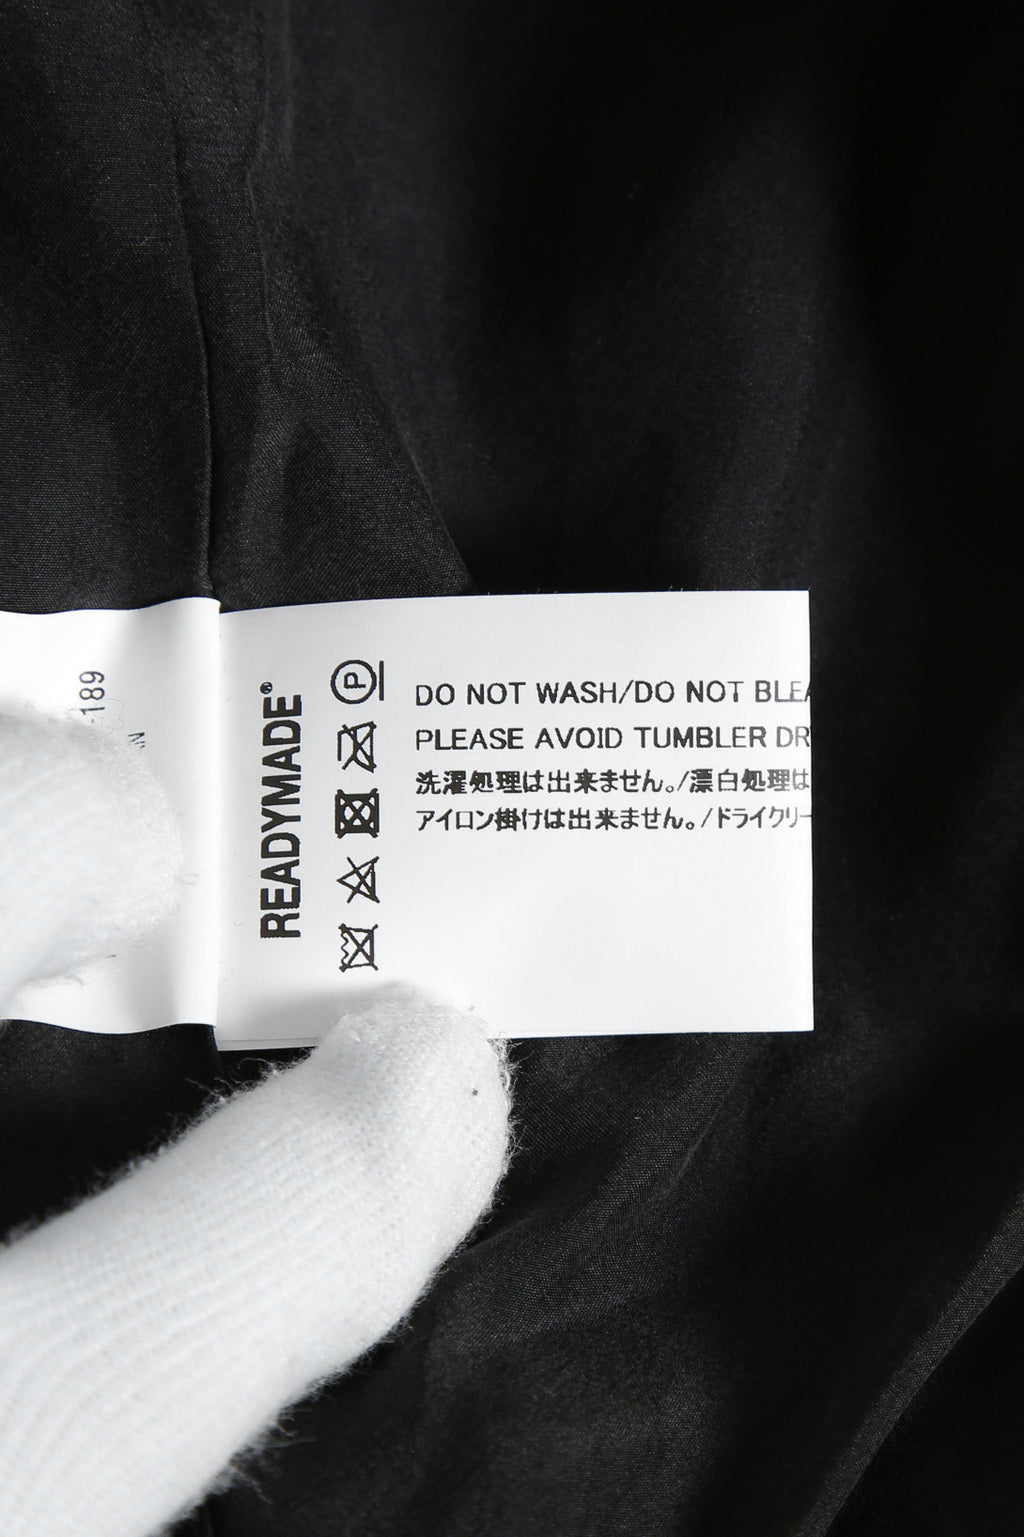 -189
READYMADE®
P
DO NOT WASH/DO NOT BLEA
PLEASE AVOID TUMBLER DR
洗濯処理は出来ません。/漂白処理は
アイロン掛けは出来ません。/ドライクリー